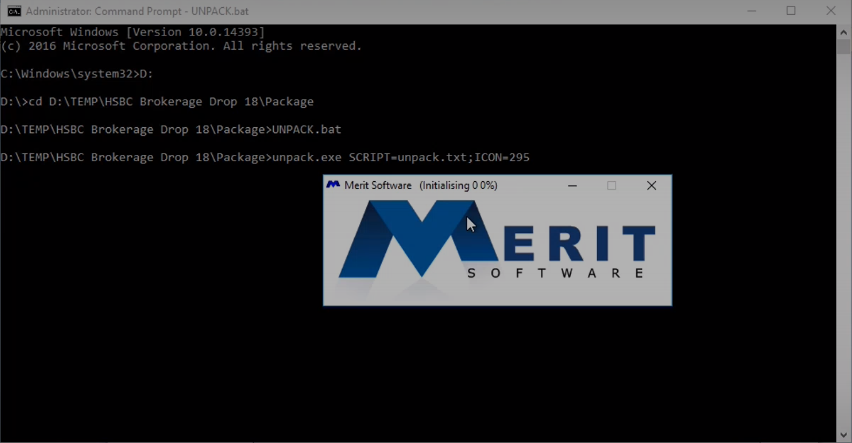 Administrator: Command Prompt - UNPACK.bat
Microsoft Windows [Version 10.0.14393]
(c) 2016 Microsoft Corporation. All rights reserved.
C:\Windows\system32>D:
D:\>cd D:\TEMP\HSBC Brokerage Drop 18\Package
D:\TEMP\HSBC Brokerage Drop 18\Package>UNPACK.bat
D:\TEMP\HSBC Brokerage Drop 18\Package>unpack.exe SCRIPT=unpack.txt;ICON=295
Merit Software (Initialising 0 0%)
MERIT
SOFTWARE